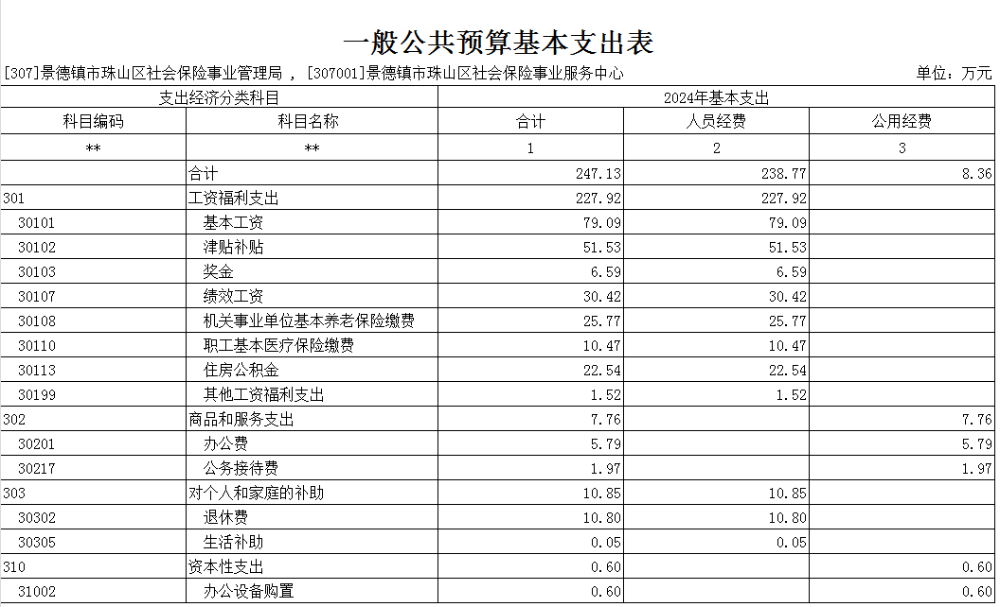 一般公共预算基本支出表
[307]景德镇市珠山区社会保险事业管理局 , [307001]景德镇市珠山区社会保险事业服务中心 单位：万元
支出经济分类科目 2024年基本支出
科目编码 科目名称 合计 人员经费 公用经费
** ** 1 2 3
合计 247.13 238.77 8.36
301 工资福利支出 227.92 227.92
30101 基本工资 79.09 79.09
30102 津贴补贴 51.53 51.53
30103 奖金 6.59 6.59
30107 绩效工资 30.42 30.42
30108 机关事业单位基本养老保险缴费 25.77 25.77
30110 职工基本医疗保险缴费 10.47 10.47
30113 住房公积金 22.54 22.54
30199 其他工资福利支出 1.52 1.52
302 商品和服务支出 7.76 7.76
30201 办公费 5.79 5.79
30217 公务接待费 1.97 1.97
303 对个人和家庭的补助 10.85 10.85
30302 退休费 10.80 10.80
30305 生活补助 0.05 0.05
310 资本性支出 0.60 0.60
31002 办公设备购置 0.60 0.60